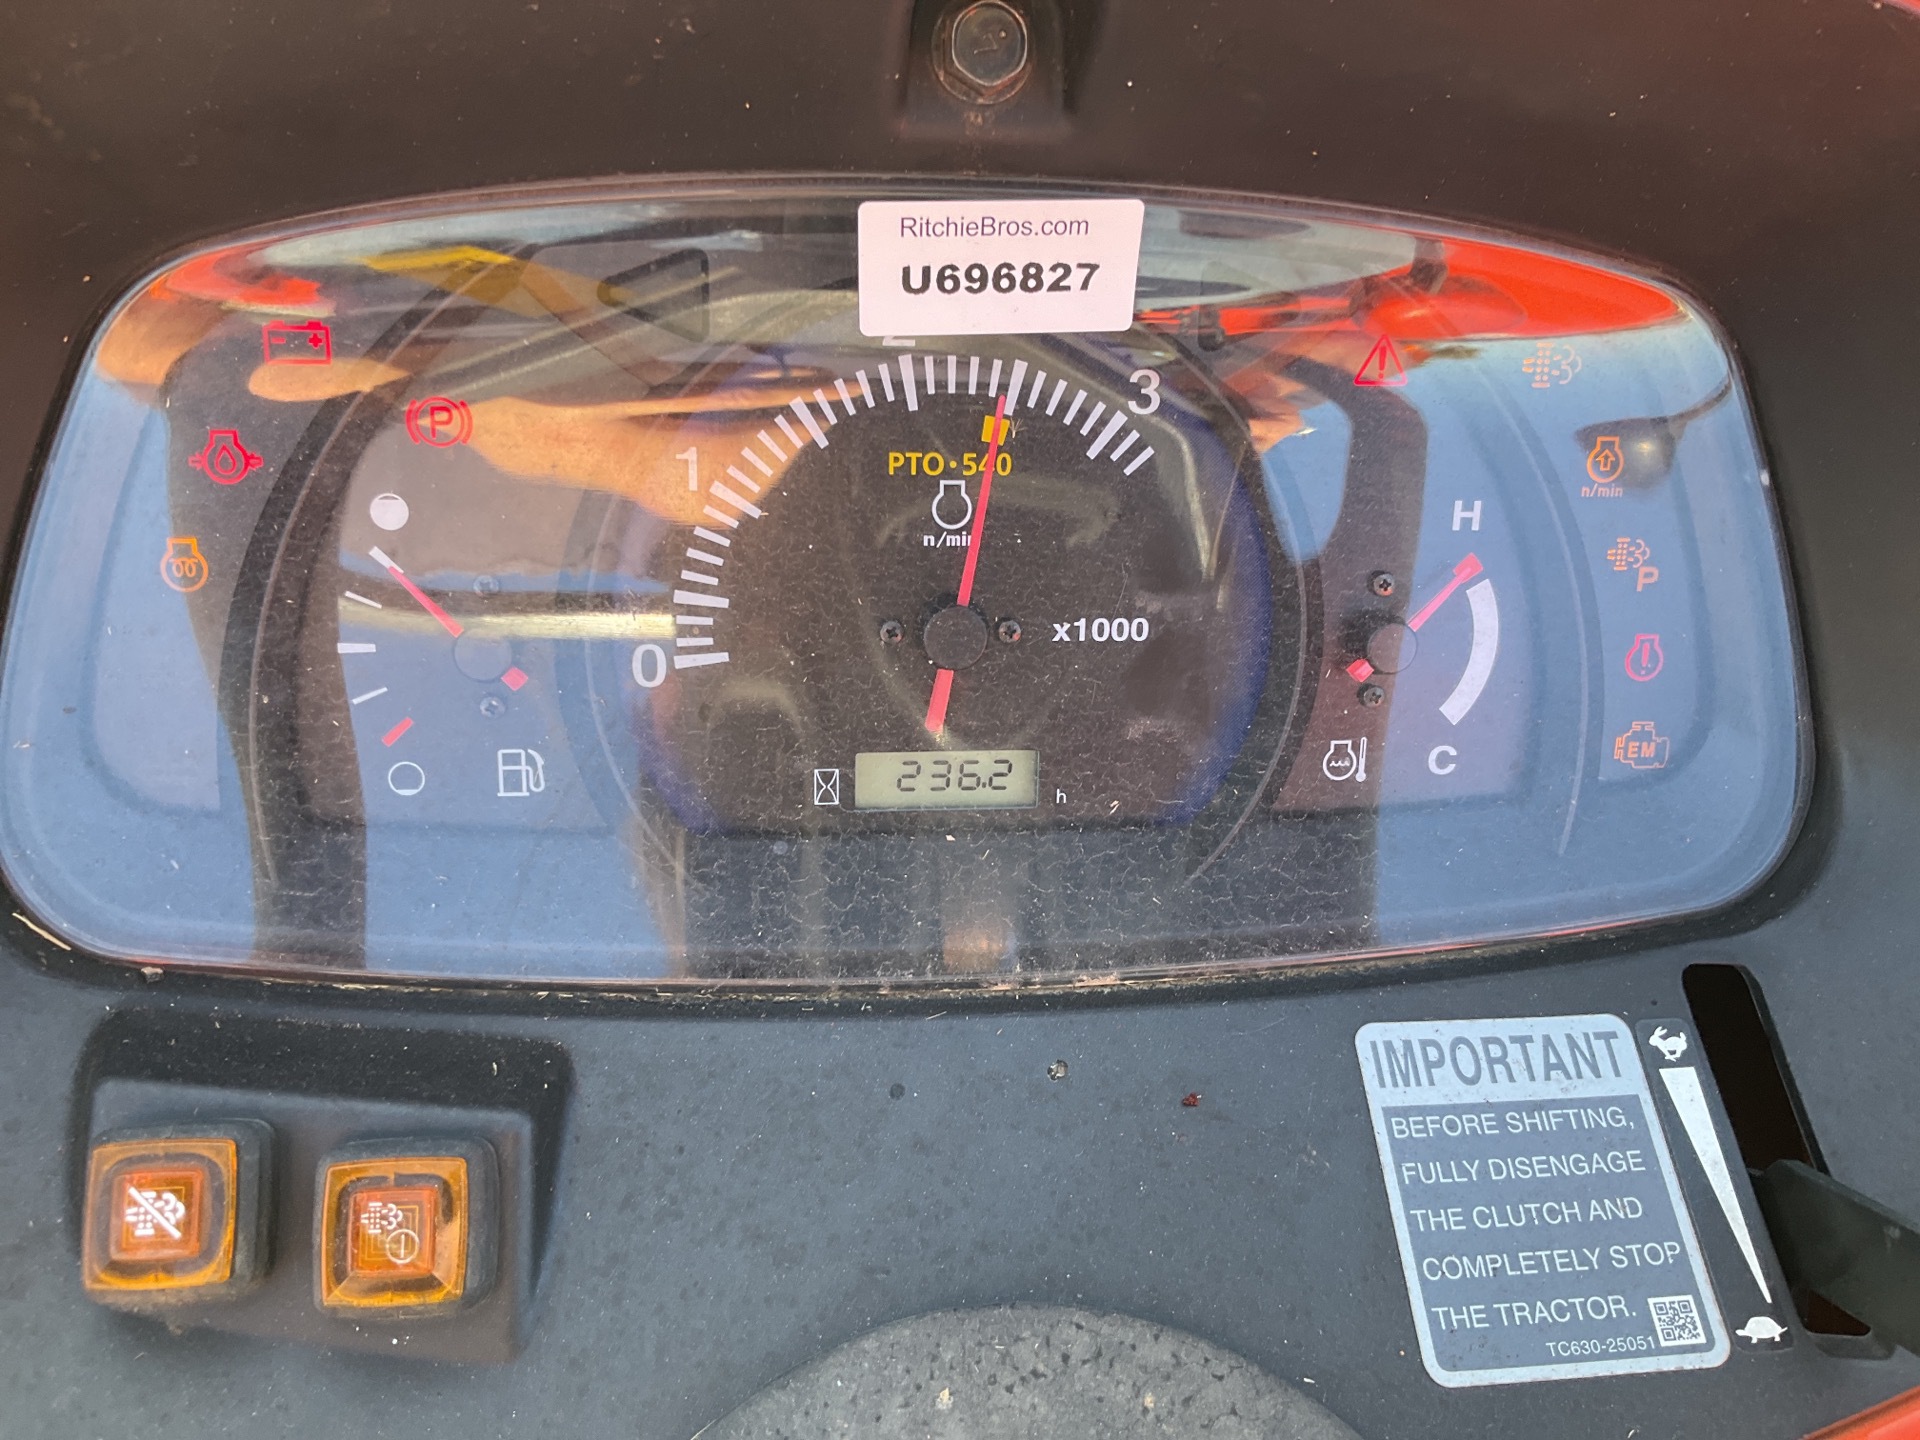 RitchieBros.com
U696827
2
3
P
1
PTO•540
n/min
n/min
H
P
x1000
0
EM
C
236.2
h
IMPORTANT
BEFORE SHIFTING,
FULLY DISENGAGE
THE CLUTCH AND
COMPLETELY STOP
THE TRACTOR.
TC630-25051